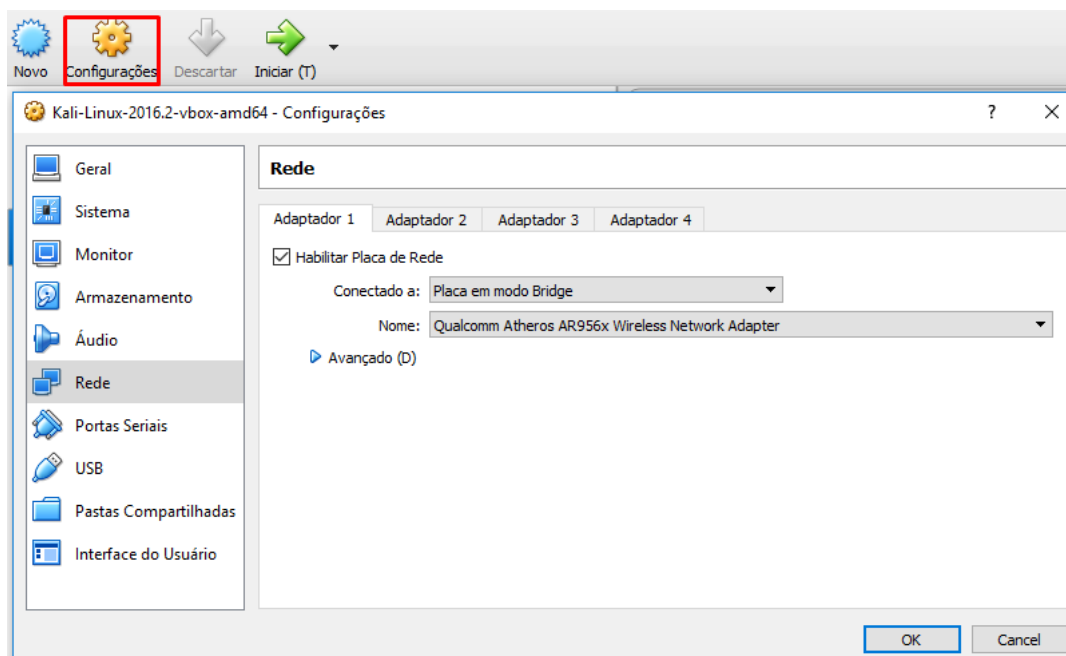 Novo Configurações Descartar Iniciar (T)
Kali-Linux-2016.2-vbox-amd64 - Configurações ?
Geral
Sistema
Monitor
Armazenamento
Áudio
Rede
Portas Seriais
USB
Pastas Compartilhadas
Interface do Usuário
Rede
Adaptador 1 Adaptador 2 Adaptador 3 Adaptador 4
Habilitar Placa de Rede
Conectado a: Placa em modo Bridge
Nome: Qualcomm Atheros AR956x Wireless Network Adapter
Avançado (D)
OK Cancel